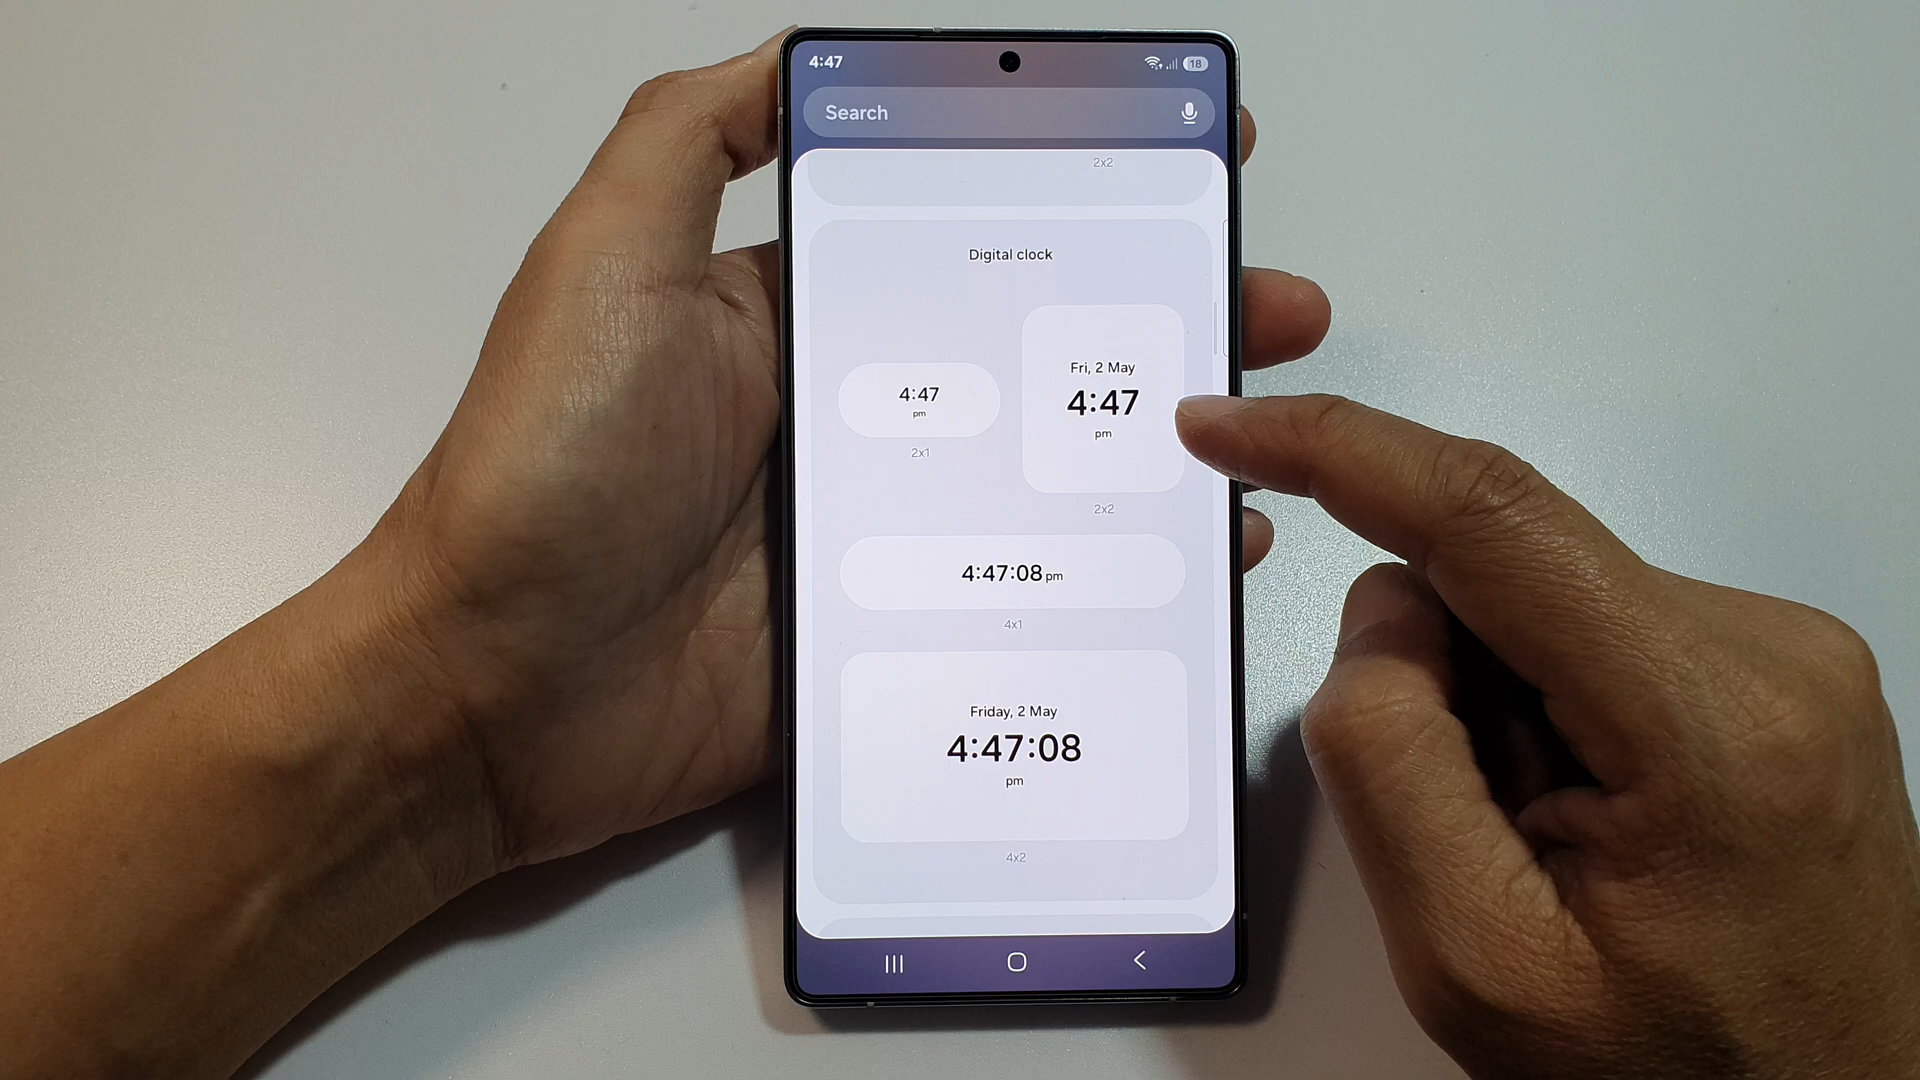 4:47
18
Search
2x2
Digital clock
4:47
pm
2x1
Fri, 2 May
4:47
pm
2x2
4:47:08 pm
4x1
Friday, 2 May
4:47:08
pm
4x2